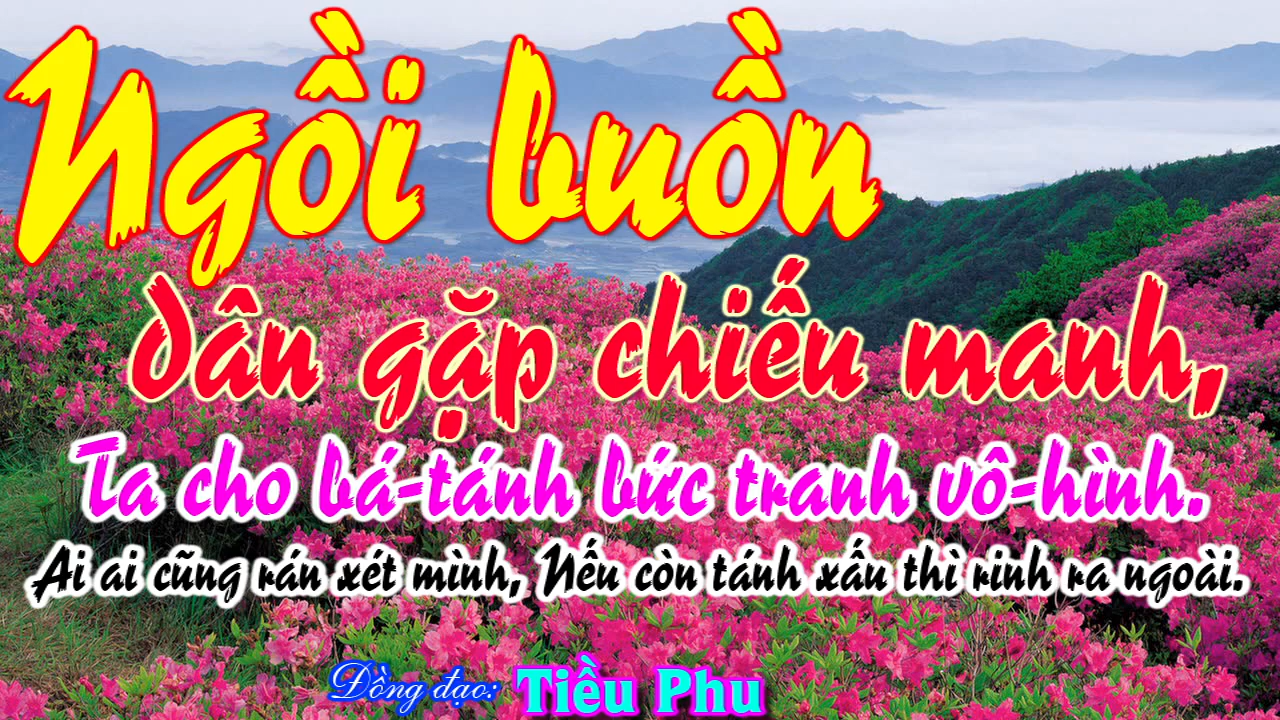 Ngồi buồn
dân gặp chiếu manh,
Ta cho bá-tánh bức tranh vô-hình.
Ai ai cũng rán xét mình, Nếu còn tánh xấu thì rinh ra ngoài.
Đồng đạo: Tiều Phu